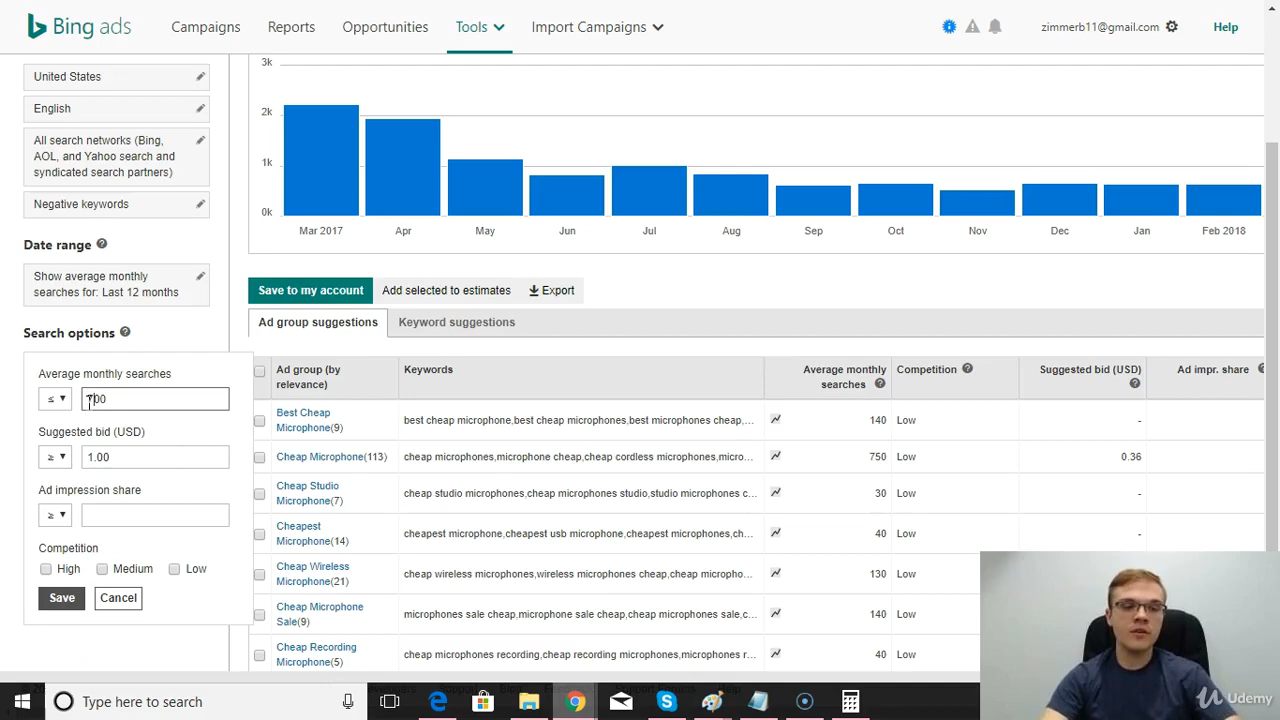 Bing ads
Campaigns
Reports
Opportunities
Tools
Import Campaigns
zimmerb11@gmail.com
Help
United States
English
All search networks (Bing,
AOL, and Yahoo search and
syndicated search partners)
Negative keywords
Date range
Show average monthly
searches for: Last 12 months
Search options
Average monthly searches
≤
Suggested bid (USD)
≥ 1.00
Ad impression share
≥
Competition
High Medium Low
Save Cancel
3k
2k
1k
0k
Mar 2017 Apr May Jun Jul Aug Sep Oct Nov Dec Jan Feb 2018
Save to my account Add selected to estimates Export
Ad group suggestions Keyword suggestions
Ad group (by
relevance)
Keywords
Average monthly
searches
Competition
Suggested bid (USD)
Ad impr. share
Best Cheap
Microphone(9)
best cheap microphone,best cheap microphones,best microphones cheap,...
140 Low -
Cheap Microphone(113) cheap microphones,microphone cheap,cheap cordless microphones,micro... 750 Low 0.36
Cheap Studio
Microphone(7)
cheap studio microphones,cheap microphones studio,studio microphones c...
30 Low -
Cheapest
Microphone(14)
cheapest microphone,cheapest usb microphone,cheapest microphones,ch...
40 Low -
Cheap Wireless
Microphone(21)
cheap wireless microphones,wireless microphones cheap,cheap micropho...
130 Low
Cheap Microphone
Sale(9)
microphones sale cheap,microphone sale cheap,cheap microphones sale,c...
140 Low
Cheap Recording
Microphone(5)
cheap microphones recording,cheap recording microphones,microphones r...
40 Low
Type here to search
Udemy